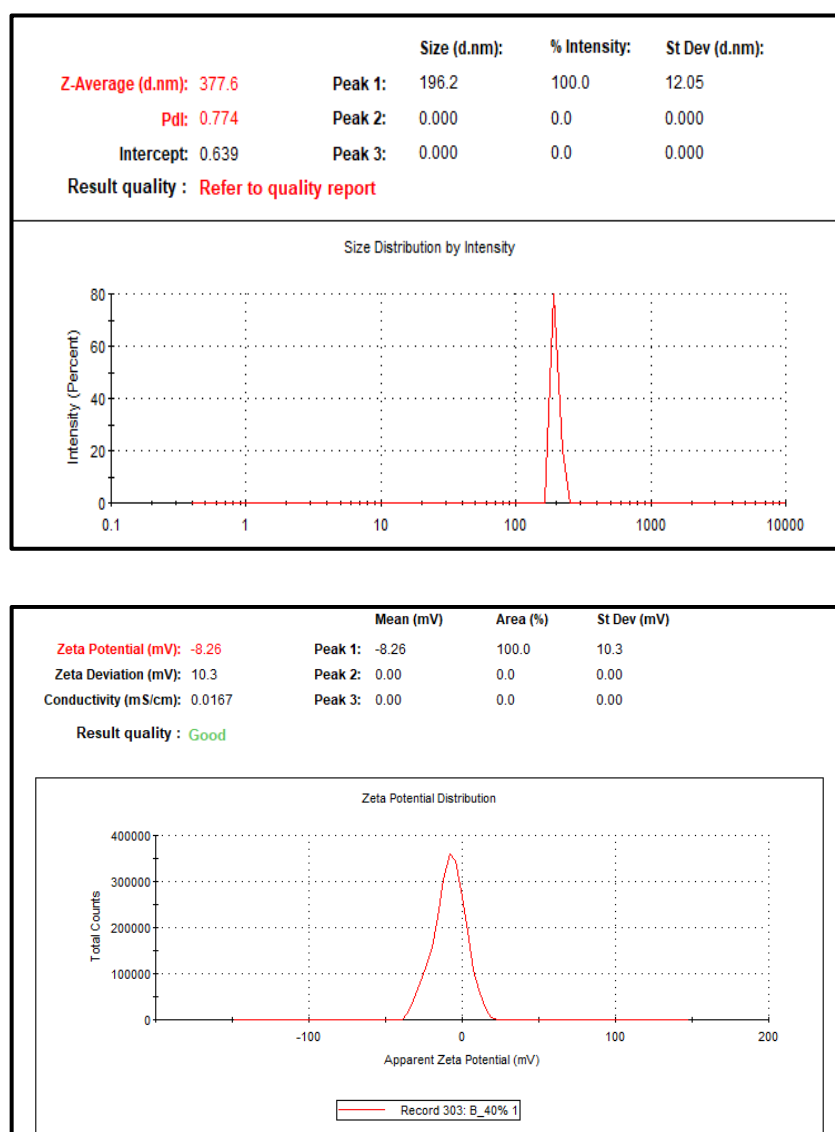 Size (d.nm): % Intensity: St Dev (d.nm):
Z-Average (d.nm): 377.6 Peak 1: 196.2 100.0 12.05
PdI: 0.774 Peak 2: 0.000 0.0 0.000
Intercept: 0.639 Peak 3: 0.000 0.0 0.000
Result quality : Refer to quality report
Size Distribution by Intensity
Intensity (Percent)
80
60
40
20
0
0.1 1 10 100 1000 10000
Mean (mV) Area (%) St Dev (mV)
Zeta Potential (mV): -8.26 Peak 1: -8.26 100.0 10.3
Zeta Deviation (mV): 10.3 Peak 2: 0.00 0.0 0.00
Conductivity (mS/cm): 0.0167 Peak 3: 0.00 0.0 0.00
Result quality : Good
Zeta Potential Distribution
Total Counts
400000
300000
200000
100000
0
-100 0 100 200
Apparent Zeta Potential (mV)
Record 303: B_40% 1